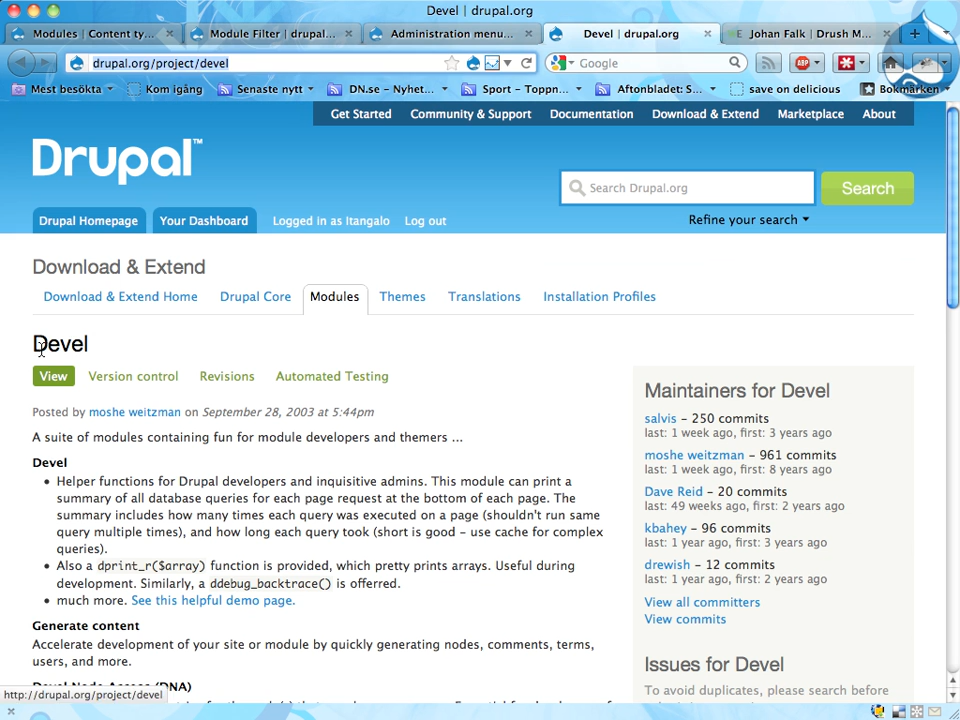 Devel | drupal.org
Modules | Content ty... Module Filter | drupal... Administration menu... Devel | drupal.org Johan Falk | Drush M...
drupal.org/project/devel Google
Mest besökta Kom igång Senaste nytt DN.se - Nyhet... Sport - Toppn... Aftonbladet: S... save on delicious Bokmärken
Get Started Community & Support Documentation Download & Extend Marketplace About
Drupal™
Search Drupal.org Search
Refine your search
Drupal Homepage Your Dashboard Logged in as Itangalo Log out
Download & Extend
Download & Extend Home Drupal Core Modules Themes Translations Installation Profiles
Devel
View Version control Revisions Automated Testing
Posted by moshe weitzman on September 28, 2003 at 5:44pm
A suite of modules containing fun for module developers and themers ...
Devel
• Helper functions for Drupal developers and inquisitive admins. This module can print a
summary of all database queries for each page request at the bottom of each page. The
summary includes how many times each query was executed on a page (shouldn't run same
query multiple times), and how long each query took (short is good - use cache for complex
queries).
• Also a dprint_r($array) function is provided, which pretty prints arrays. Useful during
development. Similarly, a ddebug_backtrace() is offerred.
• much more. See this helpful demo page.
Generate content
Accelerate development of your site or module by quickly generating nodes, comments, terms,
users, and more.
Maintainers for Devel
salvis – 250 commits
last: 1 week ago, first: 3 years ago
moshe weitzman – 961 commits
last: 1 week ago, first: 8 years ago
Dave Reid – 20 commits
last: 49 weeks ago, first: 2 years ago
kbahey – 96 commits
last: 1 year ago, first: 3 years ago
drewish – 12 commits
last: 1 year ago, first: 2 years ago
View all committers
View commits
Issues for Devel
To avoid duplicates, please search before
Devel Node Access (DNA)
http://drupal.org/project/devel